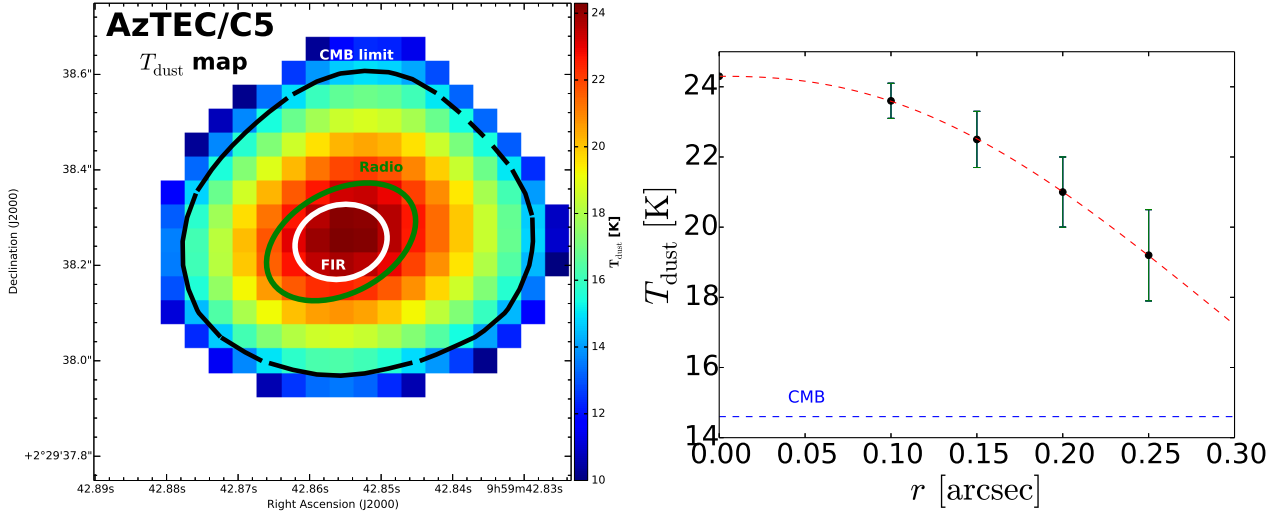 AzTEC/C5
T_dust map
CMB limit
Radio
FIR
38.6"
38.4"
38.2"
38.0"
+2°29'37.8"
Declination (J2000)
42.89s 42.88s 42.87s 42.86s 42.85s 42.84s 9h59m42.83s
Right Ascension (J2000)
24
22
20
18
16
14
12
10
T_dust [K]
24
22
20
18
16
14
T_dust [K]
CMB
0.00 0.05 0.10 0.15 0.20 0.25 0.30
r [arcsec]